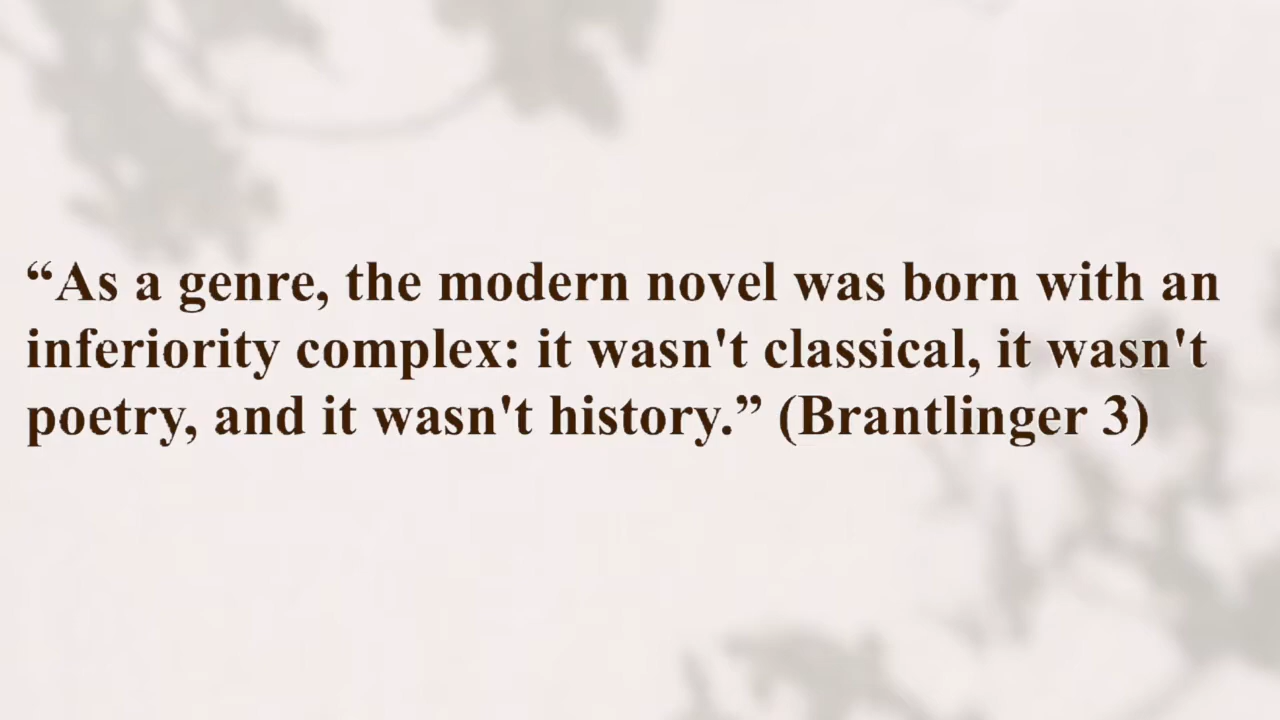 “As a genre, the modern novel was born with an
inferiority complex: it wasn't classical, it wasn't
poetry, and it wasn't history.” (Brantlinger 3)